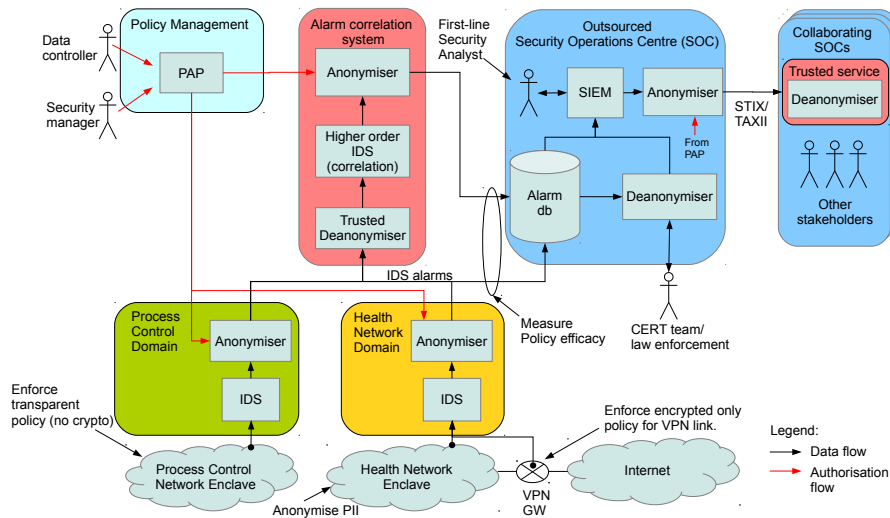 Policy Management
Data
controller
Security
manager
PAP
Alarm correlation
system
Anonymiser
Higher order
IDS
(correlation)
Trusted
Deanonymiser
First-line
Security
Analyst
Outsourced
Security Operations Centre (SOC)
SIEM
Anonymiser
From
PAP
Alarm
db
Deanonymiser
STIX/
TAXII
Collaborating
SOCs
Trusted service
Deanonymiser
Other
stakeholders
IDS alarms
Measure
Policy efficacy
CERT team/
law enforcement
Process
Control
Domain
Anonymiser
IDS
Health
Network
Domain
Anonymiser
IDS
Enforce
transparent
policy (no crypto)
Process Control
Network Enclave
Health Network
Enclave
Anonymise PII
Enforce encrypted only
policy for VPN link.
VPN
GW
Internet
Legend:
Data flow
Authorisation
flow